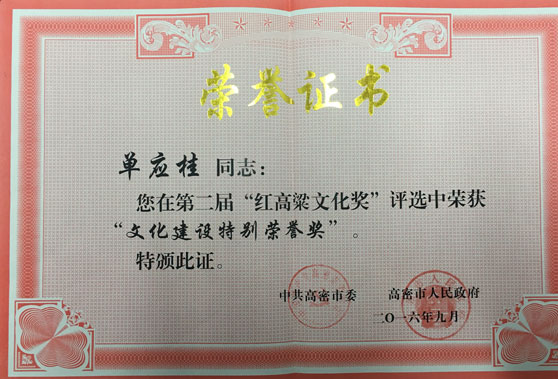 荣誉证书
单应桂 同志：
您在第二届“红高粱文化奖”评选中荣获
“文化建设特别荣誉奖”。
特颁此证。
中共高密市委 高密市人民政府
二〇一六年九月